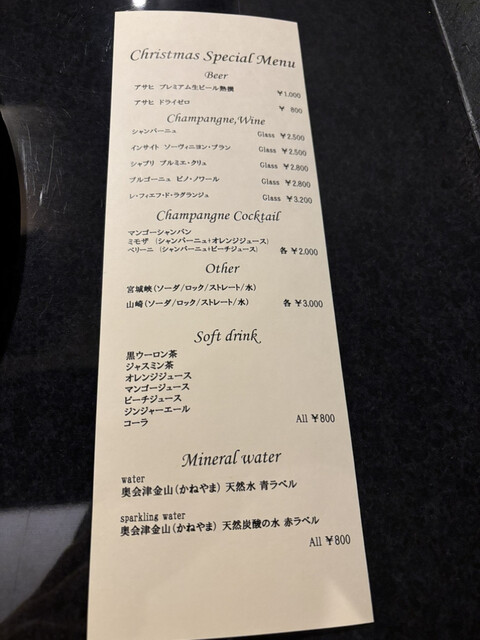 Christmas Special Menu
Beer
アサヒ プレミアム生ビール熟撰 ¥1.000
アサヒ ドライゼロ ¥ 800
Champangne,Wine
シャンパーニュ Glass ¥2.500
インサイト ソーヴィニヨン・ブラン Glass ¥2.500
シャブリ プルミエ・クリュ Glass ¥2.800
ブルゴーニュ ピノ・ノワール Glass ¥2.800
レ・フィエフ・ド・ラグランジュ Glass ¥3.200
Champangne Cocktail
マンゴーシャンパン
ミモザ (シャンパーニュ+オレンジジュース)
ベリーニ (シャンパーニュ+ピーチジュース) 各 ¥2.000
Other
宮城峡(ソーダ/ロック/ストレート/水)
山崎(ソーダ/ロック/ストレート/水) 各 ¥3.000
Soft drink
黒ウーロン茶
ジャスミン茶
オレンジジュース
マンゴージュース
ピーチジュース
ジンジャーエール
コーラ All ¥800
Mineral water
water
奥会津金山(かねやま) 天然水 青ラベル
sparkling water
奥会津金山(かねやま) 天然炭酸の水 赤ラベル
All ¥800